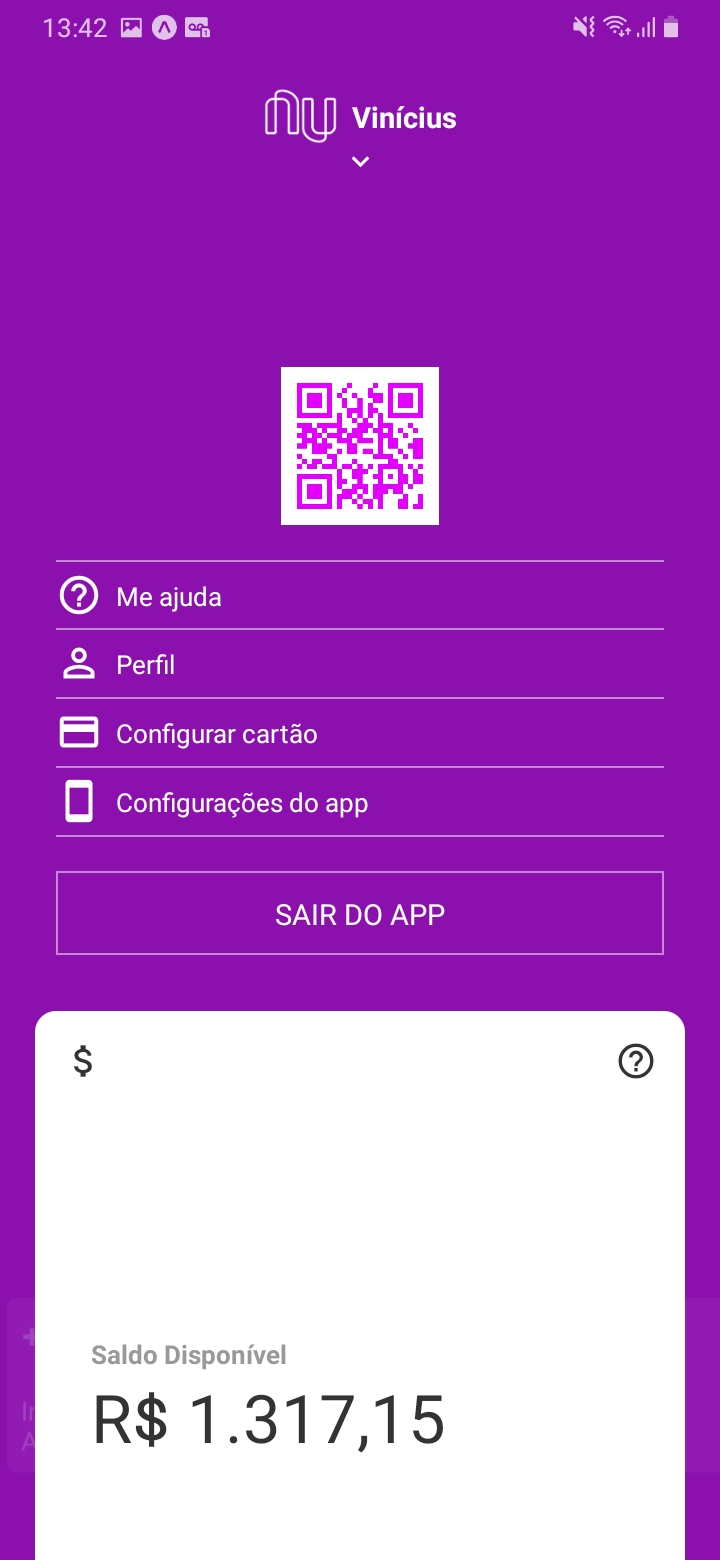 13:42
nu Vinícius
Me ajuda
Perfil
Configurar cartão
Configurações do app
SAIR DO APP
$
Saldo Disponível
R$ 1.317,15